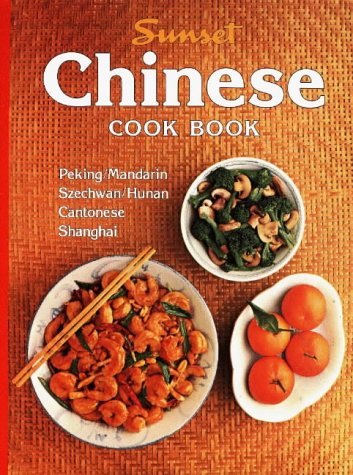 Sunset
Chinese
COOK BOOK
Peking/Mandarin
Szechwan/Hunan
Cantonese
Shanghai